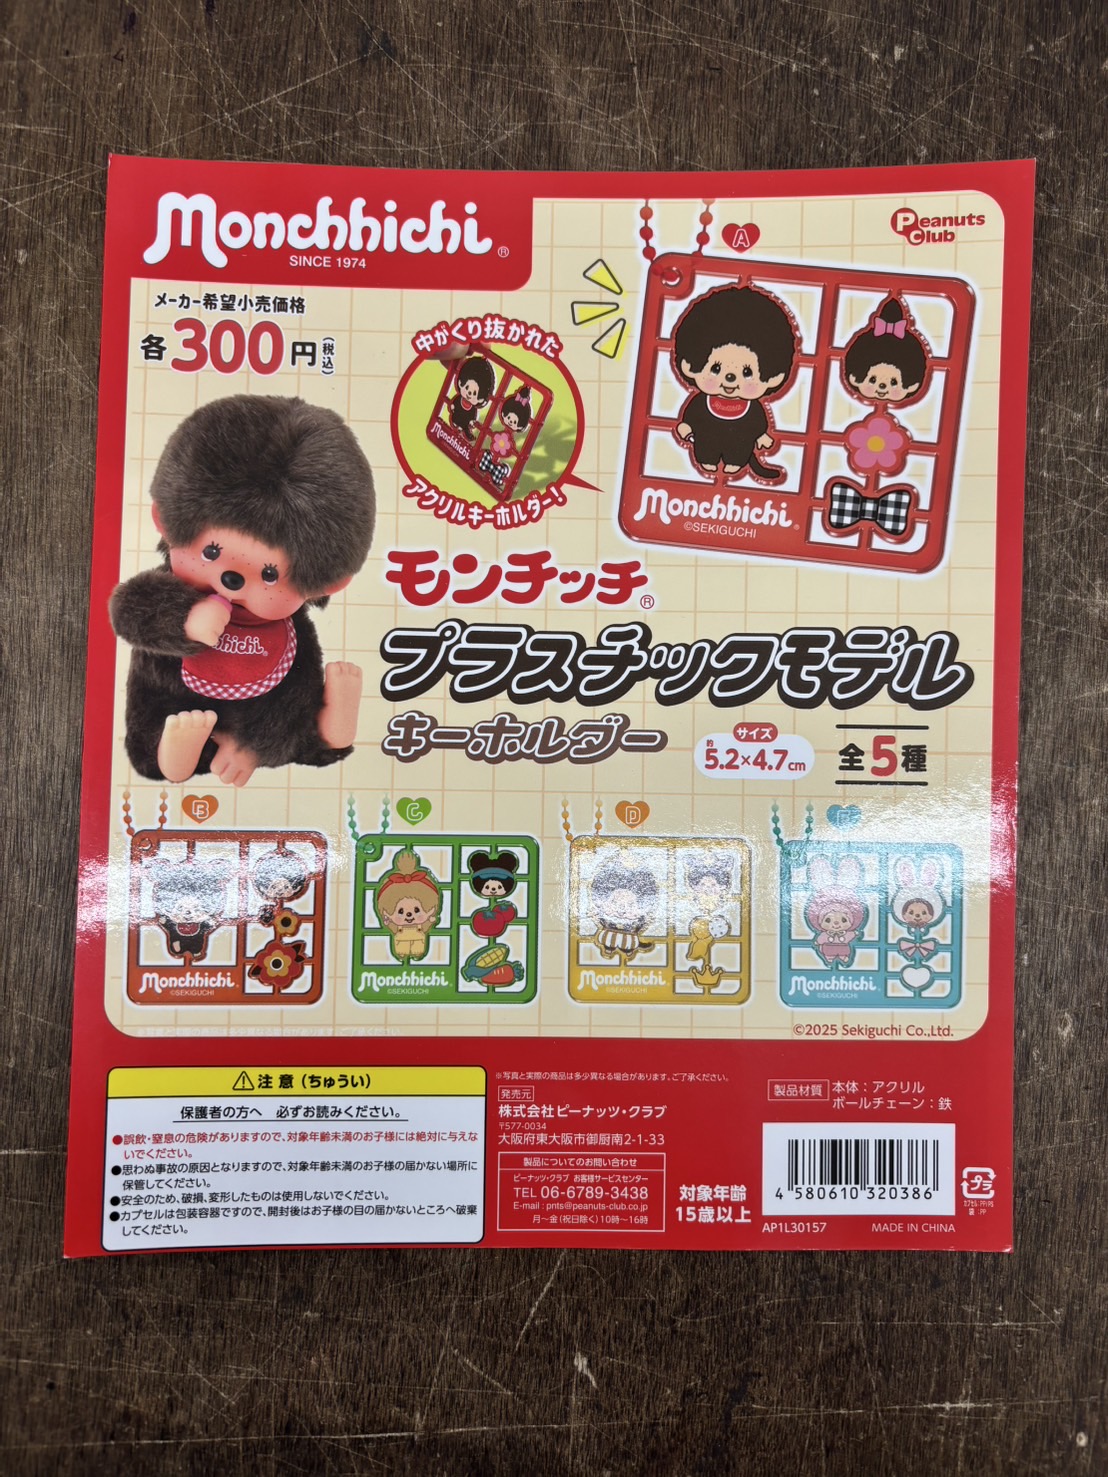 Monchhichi®
SINCE 1974
Peanuts Club
メーカー希望小売価格
各300円(税込)
中がくり抜かれた
アクリルキーホルダー!
Monchhichi
A
Monchhichi®
©SEKIGUCHI
hhichi®
モンチッチ®
プラスチックモデル
キーホルダー
サイズ
約5.2×4.7cm
全5種
B
C
D
E
Monchhichi®
©SEKIGUCHI
Monchhichi®
©SEKIGUCHI
Monchhichi®
©SEKIGUCHI
Monchhichi®
©SEKIGUCHI
©2025 Sekiguchi Co.,Ltd.
注意(ちゅうい)
保護者の方へ 必ずお読みください。
●誤飲・窒息の危険がありますので、対象年齢未満のお子様には絶対に与えな
いでください。
●思わぬ事故の原因となりますので、対象年齢未満のお子様の届かない場所に
保管してください。
●安全のため、破損、変形したものは使用しないでください。
●カプセルは包装容器ですので、開封後はお子様の目の届かないところへ破棄
してください。
※写真と実際の商品は多少異なる場合があります。ご了承ください。
発売元
株式会社ピーナッツ・クラブ
〒577-0034
大阪府東大阪市御厨南2-1-33
製品についてのお問い合わせ
ピーナッツ・クラブ お客様サービスセンター
TEL 06-6789-3438
E-mail : pnts@peanuts-club.co.jp
月〜金(祝日除く)10時〜16時
対象年齢
15歳以上
製品材質
本体:アクリル
ボールチェーン:鉄
4 580610 320386
AP1L30157
MADE IN CHINA
プラ
カプセル:PP・PS
袋:PP